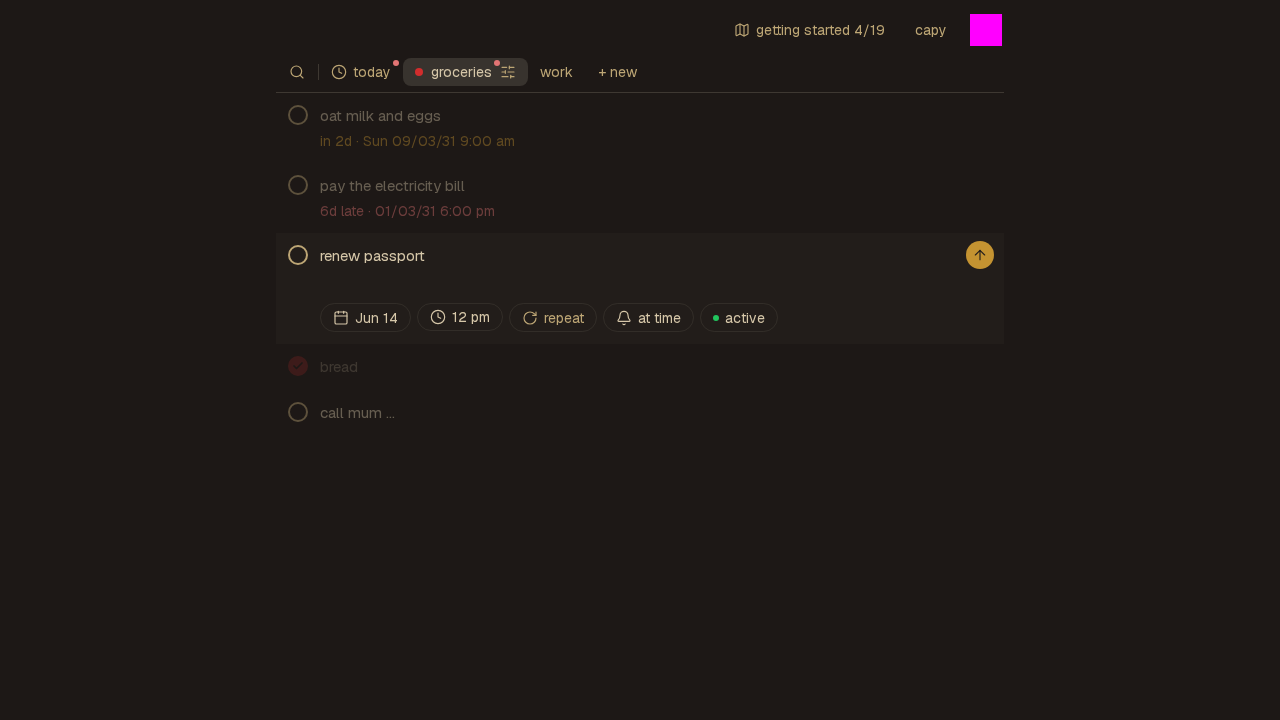 getting started 4/19 capy
today groceries work + new
oat milk and eggs
in 2d · Sun 09/03/31 9:00 am
pay the electricity bill
6d late · 01/03/31 6:00 pm
renew passport
Jun 14 12 pm repeat at time active
bread
call mum ...